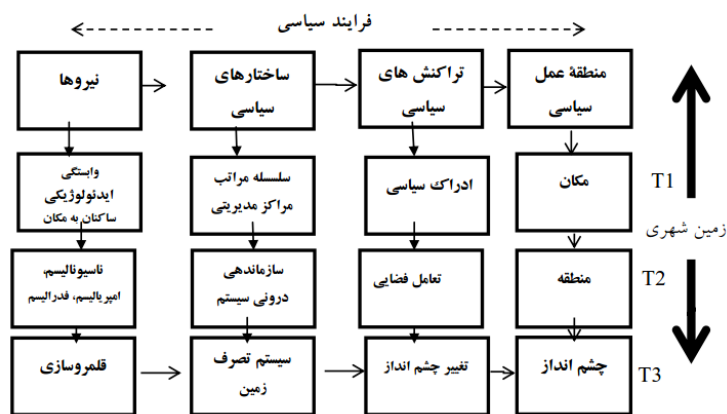 فرایند سیاسی
نیروها
ساختارهای
سیاسی
تراکنش های
سیاسی
منطقهٔ عمل
سیاسی
وابستگی
ایدئولوژیکی
ساکنان به مکان
سلسله مراتب
مراکز مدیریتی
ادراک سیاسی
مکان
T1
زمین شهری
ناسیونالیسم،
امپریالیسم، فدرالیسم
سازماندهی
درونی سیستم
تعامل فضایی
منطقه
T2
قلمروسازی
سیستم تصرف
زمین
تغییر چشم انداز
چشم انداز
T3